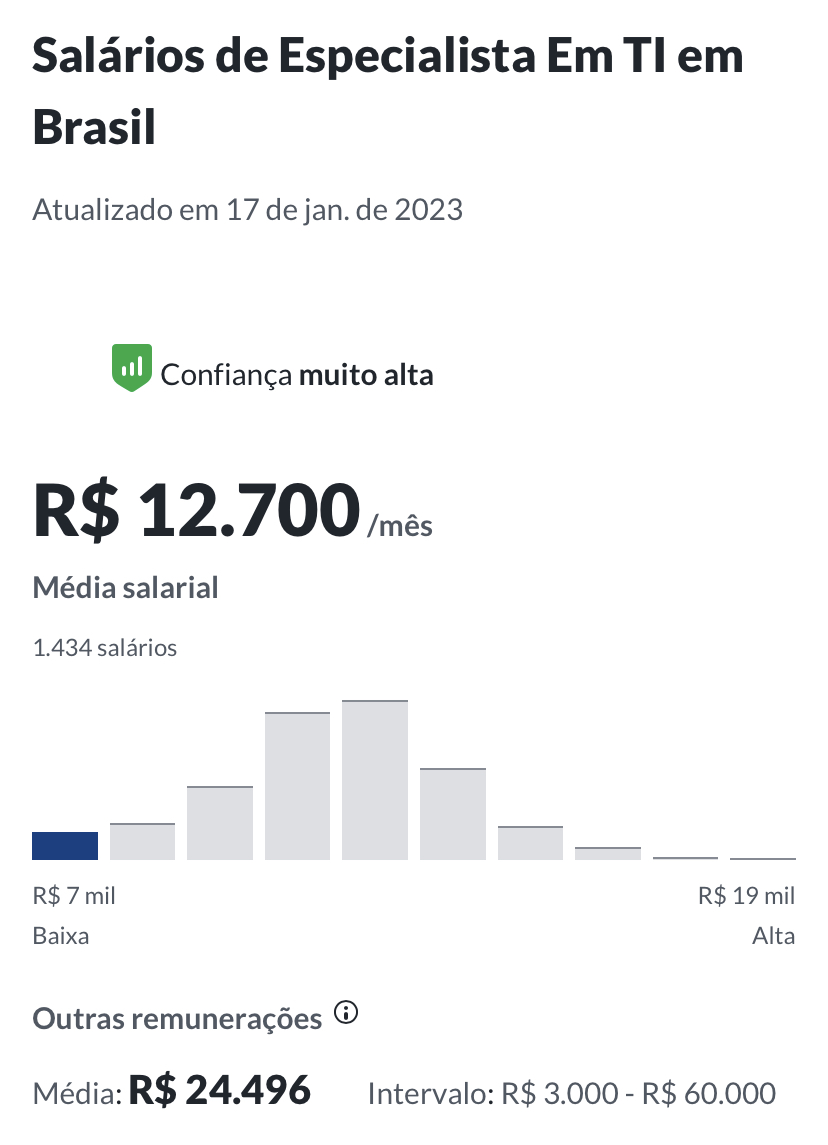 Salários de Especialista Em TI em
Brasil
Atualizado em 17 de jan. de 2023
Confiança muito alta
R$ 12.700 /mês
Média salarial
1.434 salários
R$ 7 mil R$ 19 mil
Baixa Alta
Outras remunerações
Média: R$ 24.496 Intervalo: R$ 3.000 - R$ 60.000